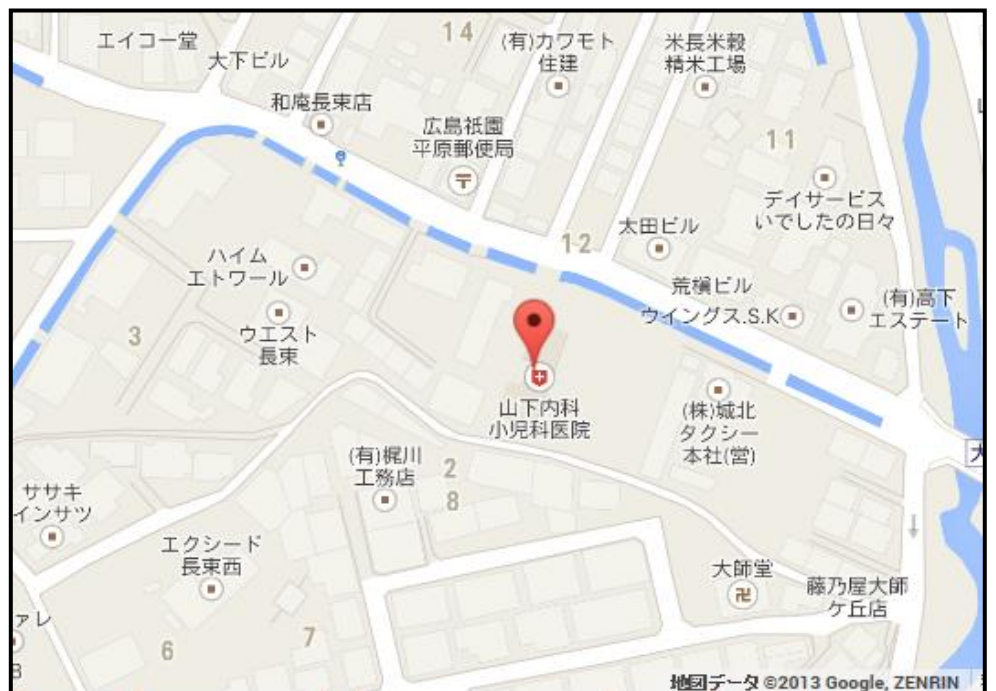 エイコー堂
大下ビル
和庵長束店
14
(有)カワモト
住建
米長米穀
精米工場
広島祇園
平原郵便局
11
デイサービス
いでしたの日々
12
太田ビル
ハイム
エトワール
荒槇ビル
ウイングス.S.K
(有)高下
エステート
ウエスト
長束
3
山下内科
小児科医院
(株)城北
タクシー
本社(営)
大
(有)梶川
工務店
2
8
ササキ
インサツ
エクシード
長束西
大師堂
藤乃屋大師
ケ丘店
ァレ
6
7
8
地図データ ©2013 Google, ZENRIN